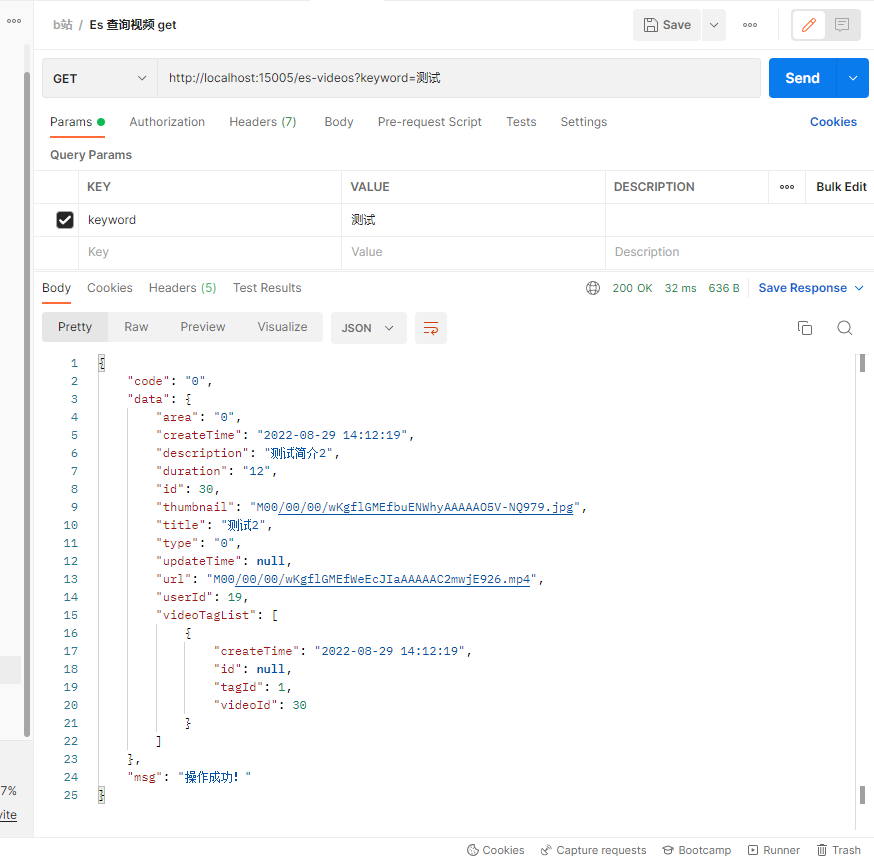 b站 / Es 查询视频 get
Save
GET http://localhost:15005/es-videos?keyword=测试 Send
Params Authorization Headers (7) Body Pre-request Script Tests Settings Cookies
Query Params
KEY VALUE DESCRIPTION Bulk Edit
keyword 测试
Key Value Description
Body Cookies Headers (5) Test Results 200 OK 32 ms 636 B Save Response
Pretty Raw Preview Visualize JSON
1 {
2 "code": "0",
3 "data": {
4 "area": "0",
5 "createTime": "2022-08-29 14:12:19",
6 "description": "测试简介2",
7 "duration": "12",
8 "id": 30,
9 "thumbnail": "M00/00/00/wKgflGMEfbuENWhyAAAAAO5V-NQ979.jpg",
10 "title": "测试2",
11 "type": "0",
12 "updateTime": null,
13 "url": "M00/00/00/wKgflGMEfWeEcJIaAAAAAC2mwjE926.mp4",
14 "userId": 19,
15 "videoTagList": [
16 {
17 "createTime": "2022-08-29 14:12:19",
18 "id": null,
19 "tagId": 1,
20 "videoId": 30
21 }
22 ]
23 },
24 "msg": "操作成功！"
25 }
7%
vite
Cookies Capture requests Bootcamp Runner Trash